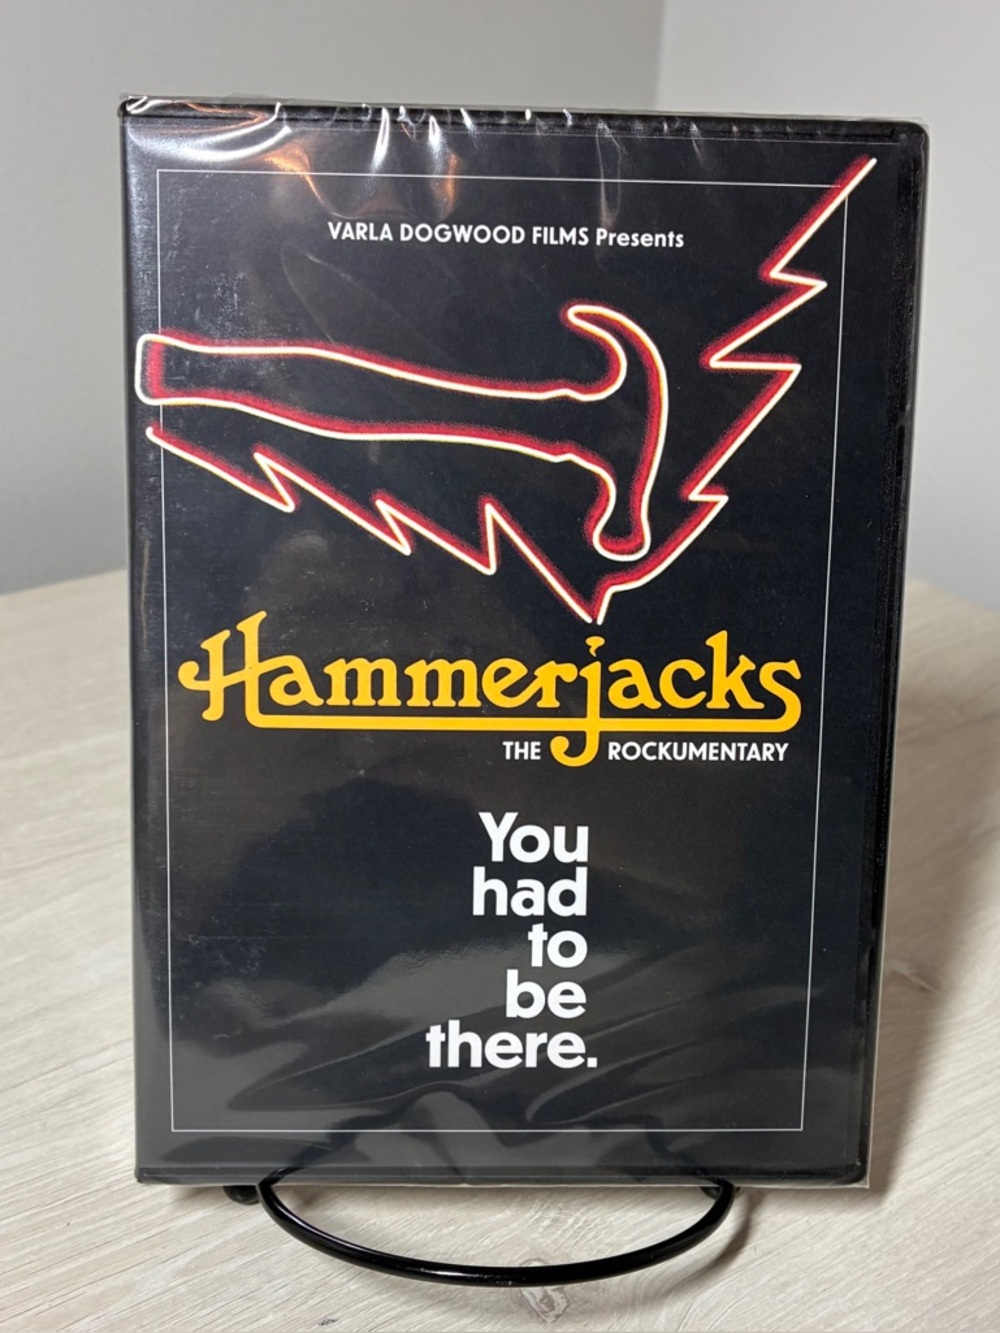 VARLA DOGWOOD FILMS Presents
Hammerjacks
THE ROCKUMENTARY
You
had
to
be
there.